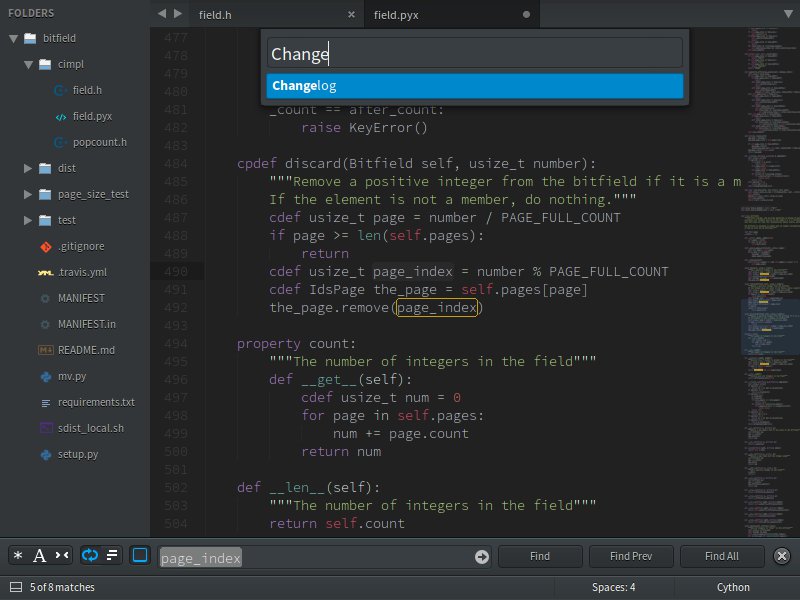 FOLDERS
bitfield
cimpl
field.h
field.pyx
popcount.h
dist
page_size_test
test
.gitignore
.travis.yml
MANIFEST
MANIFEST.in
README.md
mv.py
requirements.txt
sdist_local.sh
setup.py
field.h
field.pyx
Change
Changelog
477
478
479
480
481 _count == after_count:
482 raise KeyError()
483
484 cpdef discard(Bitfield self, usize_t number):
485 """Remove a positive integer from the bitfield if it is a m
486 If the element is not a member, do nothing."""
487 cdef usize_t page = number / PAGE_FULL_COUNT
488 if page >= len(self.pages):
489 return
490 cdef usize_t page_index = number % PAGE_FULL_COUNT
491 cdef IdsPage the_page = self.pages[page]
492 the_page.remove(page_index)
493
494 property count:
495 """The number of integers in the field"""
496 def __get__(self):
497 cdef usize_t num = 0
498 for page in self.pages:
499 num += page.count
500 return num
501
502 def __len__(self):
503 """The number of integers in the field"""
504 return self.count
page_index
Find
Find Prev
Find All
5 of 8 matches
Spaces: 4
Cython